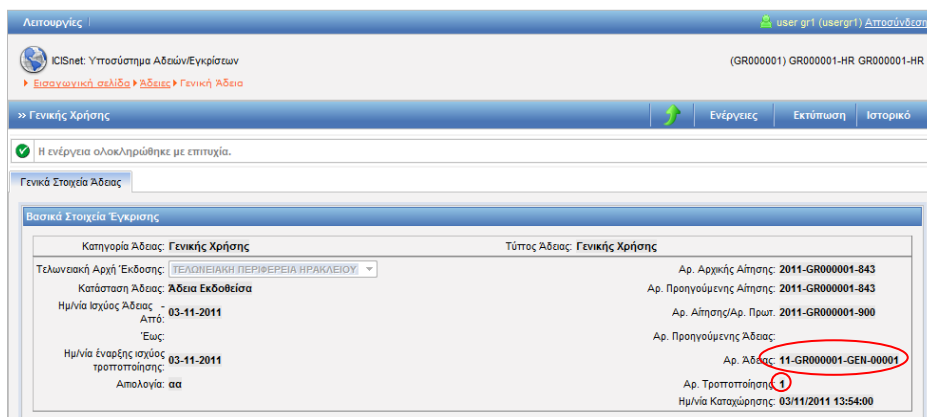 Λειτουργίες
user gr1 (usergr1) Αποσύνδεση
ICISnet: Υποσύστημα Αδειών/Εγκρίσεων
(GR000001) GR000001-HR GR000001-HR
Εισαγωγική σελίδα Άδειες Γενική Άδεια
» Γενικής Χρήσης
Ενέργειες Εκτύπωση Ιστορικό
Η ενέργεια ολοκληρώθηκε με επιτυχία.
Γενικά Στοιχεία Άδειας
Βασικά Στοιχεία Έγκρισης
Κατηγορία Άδειας: Γενικής Χρήσης Τύπος Άδειας: Γενικής Χρήσης
Τελωνειακή Αρχή Έκδοσης: ΤΕΛΩΝΕΙΑΚΗ ΠΕΡΙΦΕΡΕΙΑ ΗΡΑΚΛΕΙΟΥ Αρ. Αρχικής Αίτησης: 2011-GR000001-843
Κατάσταση Άδειας: Άδεια Εκδοθείσα Αρ. Προηγούμενης Αίτησης: 2011-GR000001-843
Ημ/νία Ισχύος Άδειας -
Από: 03-11-2011 Αρ. Αίτησης/Αρ. Πρωτ. 2011-GR000001-900
Έως: Αρ. Προηγούμενης Άδειας:
Ημ/νία έναρξης ισχύος
τροποποίησης: 03-11-2011 Αρ. Άδειας: 11-GR000001-GEN-00001
Αιτιολογία: αα Αρ. Τροποποίησης: 1
Ημ/νία Καταχώρησης: 03/11/2011 13:54:00